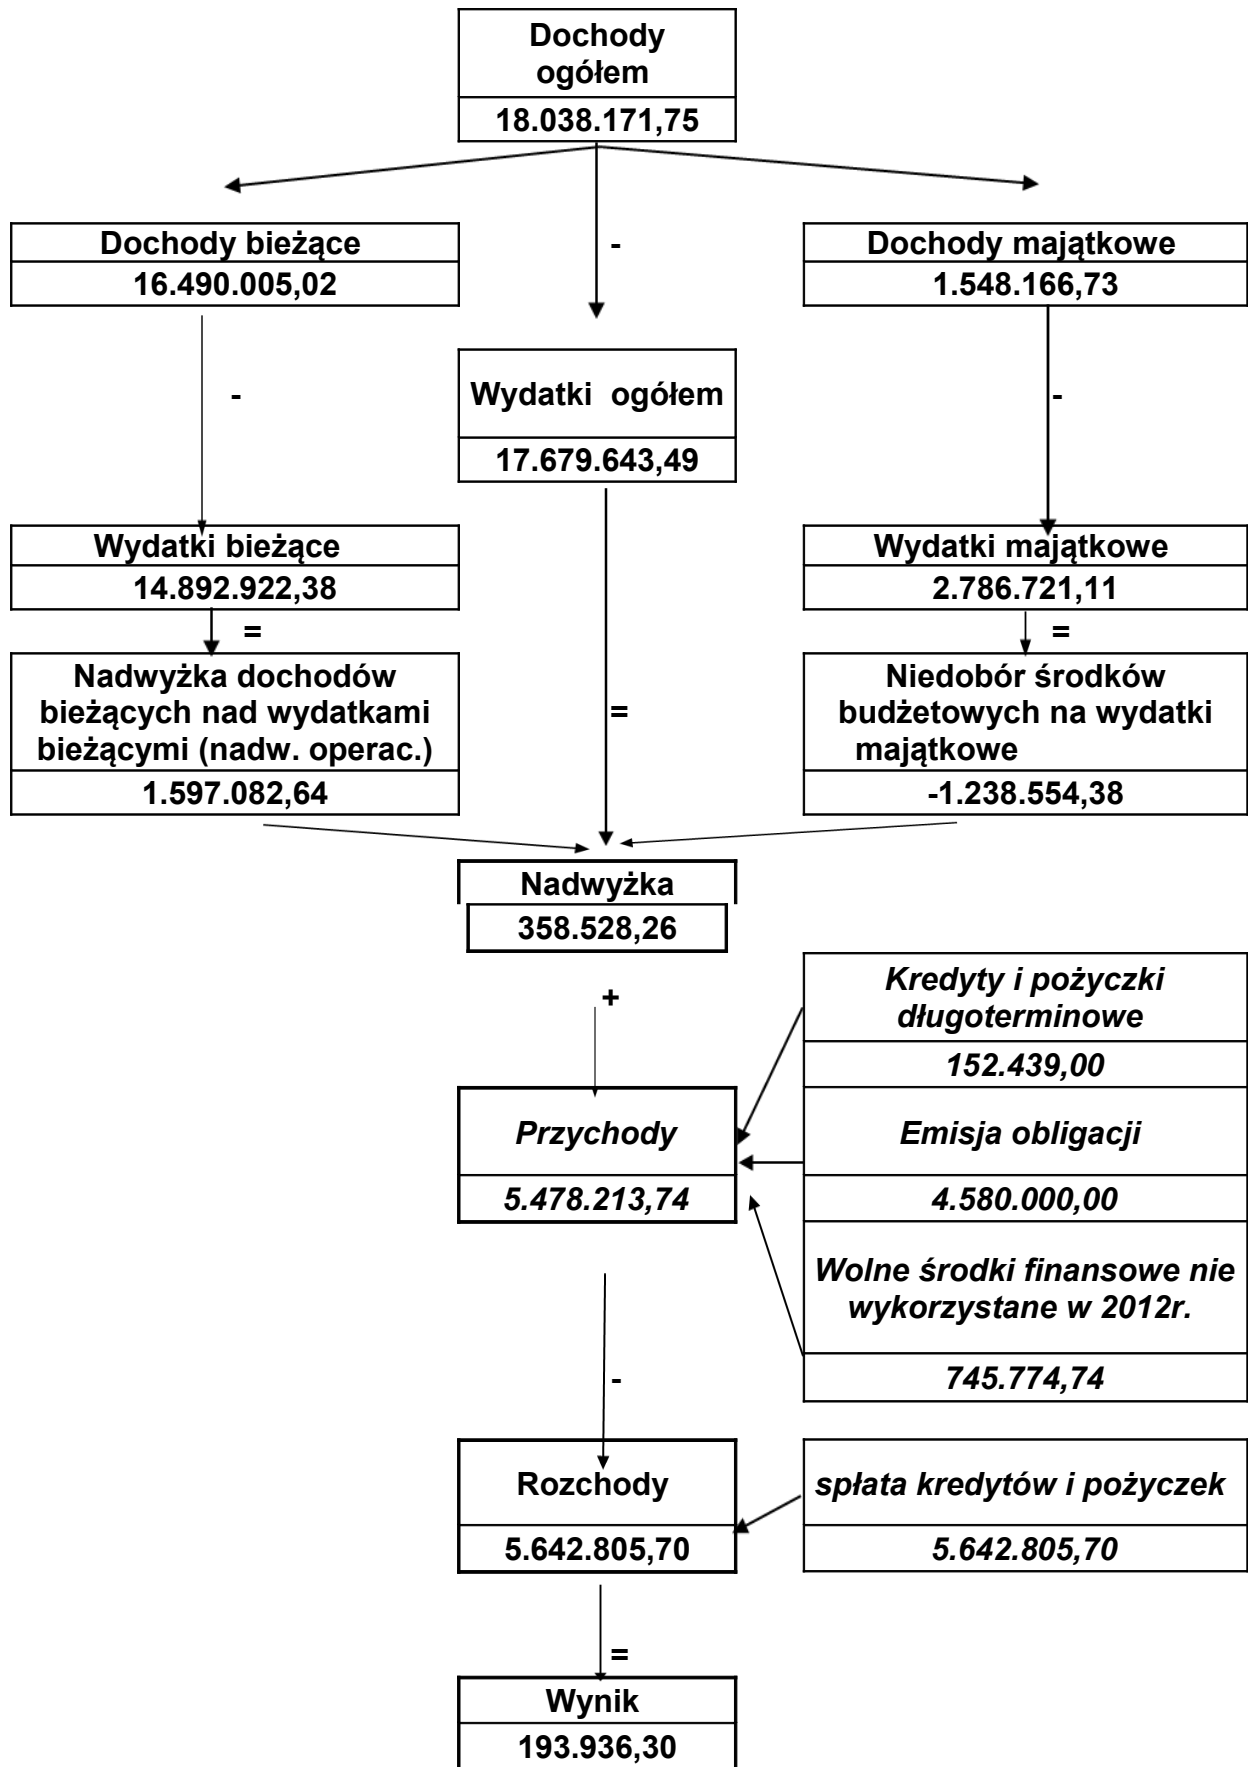 Dochody
ogółem
18.038.171,75
Dochody bieżące
16.490.005,02
-
Dochody majątkowe
1.548.166,73
-
Wydatki ogółem
17.679.643,49
-
Wydatki bieżące
14.892.922,38
=
Wydatki majątkowe
2.786.721,11
=
Nadwyżka dochodów
bieżących nad wydatkami
bieżącymi (nadw. operac.)
1.597.082,64
=
Niedobór środków
budżetowych na wydatki
majątkowe
-1.238.554,38
Nadwyżka
358.528,26
+
Kredyty i pożyczki
długoterminowe
152.439,00
Przychody
5.478.213,74
Emisja obligacji
4.580.000,00
Wolne środki finansowe nie
wykorzystane w 2012r.
745.774,74
-
Rozchody
5.642.805,70
spłata kredytów i pożyczek
5.642.805,70
=
Wynik
193.936,30